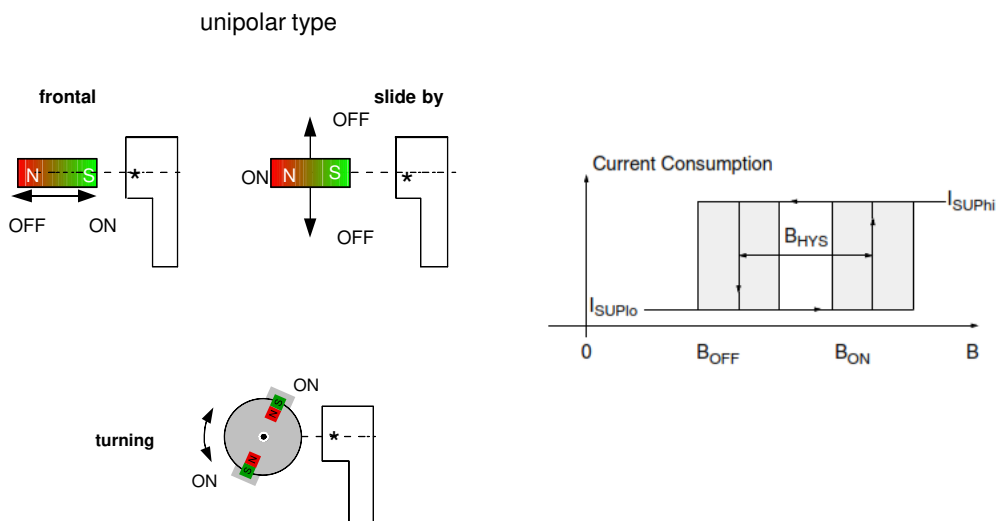 unipolar type
frontal
N S
OFF ON
*
slide by
OFF
ON N S
OFF
*
turning
ON
S
N
N
S
ON
*
Current Consumption
I_SUPhi
B_HYS
I_SUPlo
0 B_OFF B_ON B